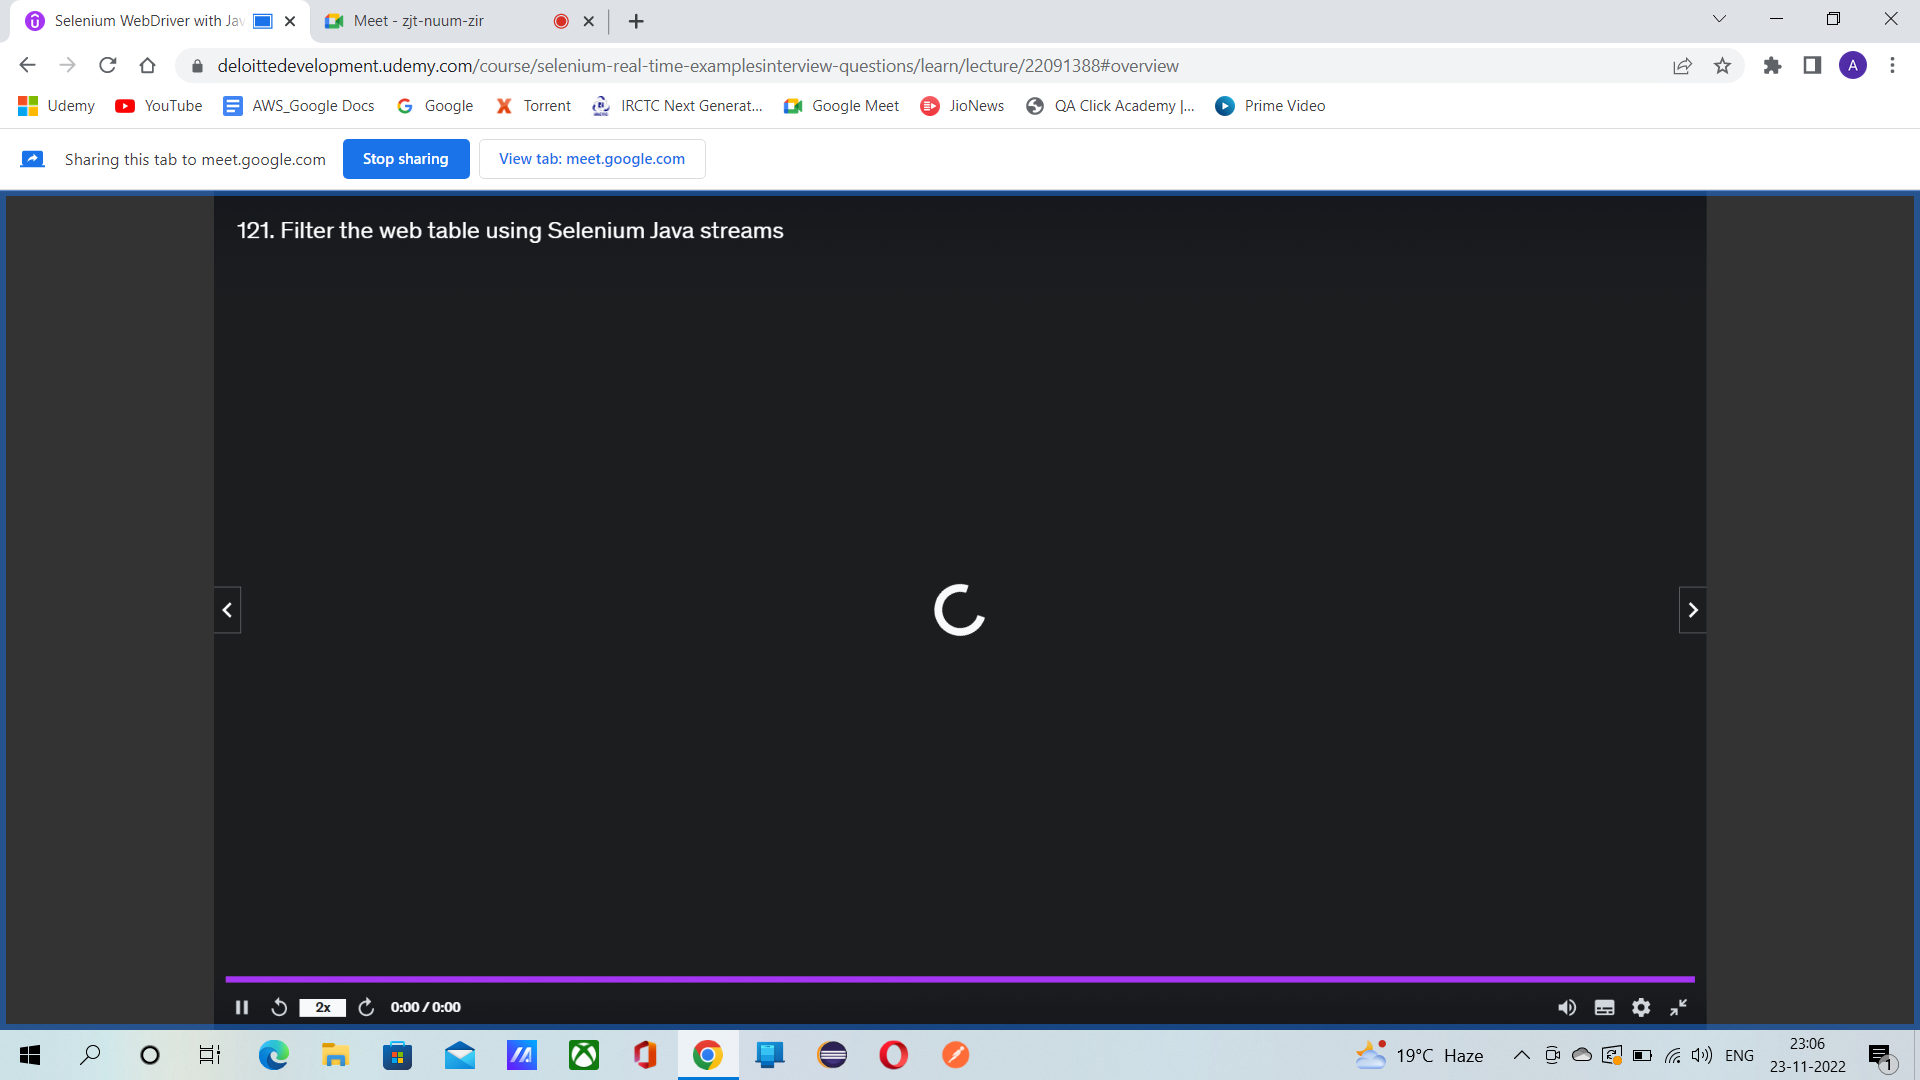 Selenium WebDriver with Jav
Meet - zjt-nuum-zir
deloittedevelopment.udemy.com/course/selenium-real-time-examplesinterview-questions/learn/lecture/22091388#overview
A
Udemy YouTube AWS_Google Docs Google Torrent IRCTC Next Generat... Google Meet JioNews QA Click Academy |... Prime Video
Sharing this tab to meet.google.com Stop sharing View tab: meet.google.com
121. Filter the web table using Selenium Java streams
2x 0:00 / 0:00
19°C Haze ENG
23:06
23-11-2022
1